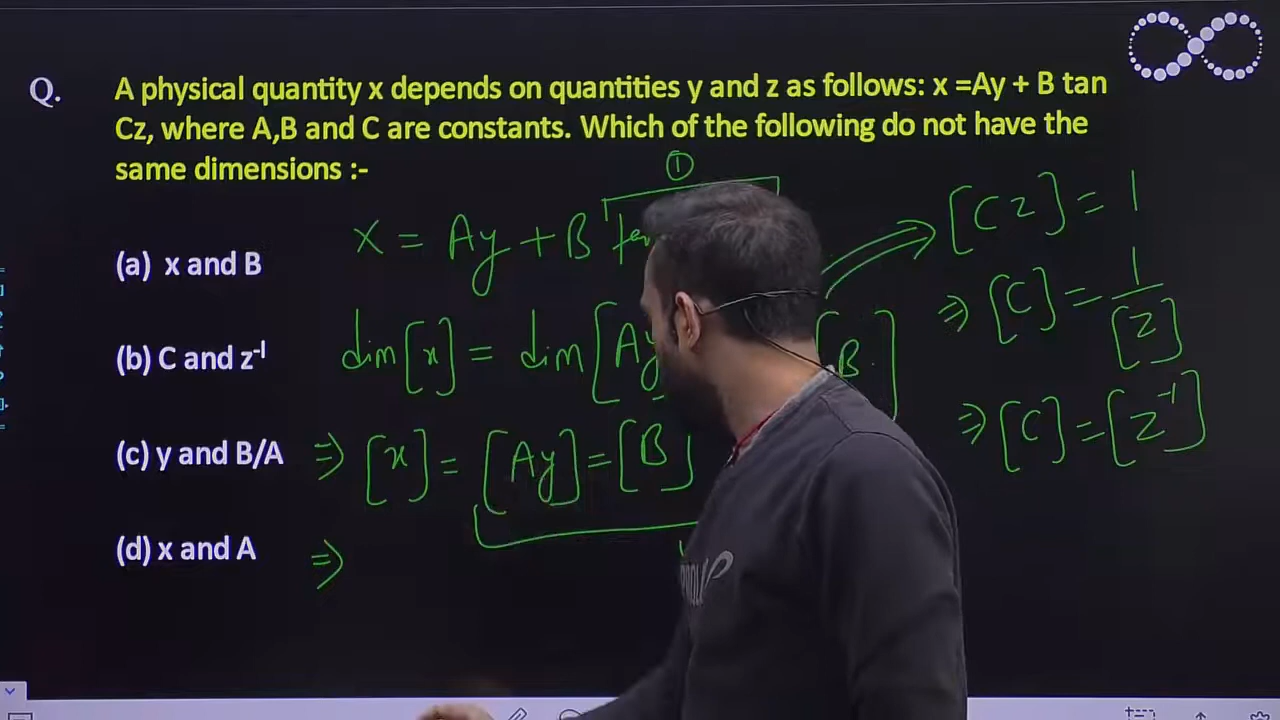 Q. A physical quantity x depends on quantities y and z as follows: x =Ay + B tan
Cz, where A,B and C are constants. Which of the following do not have the
same dimensions :-
①
(a) x and B
x = Ay + B
[Cz] = 1
(b) C and z⁻ˡ
dim [x] = dim [Ay
[B]
⇒ [C] = 1/[z]
(c) y and B/A
⇒ [x] = [Ay] = [B]
⇒ [C] = [z⁻¹]
(d) x and A
⇒